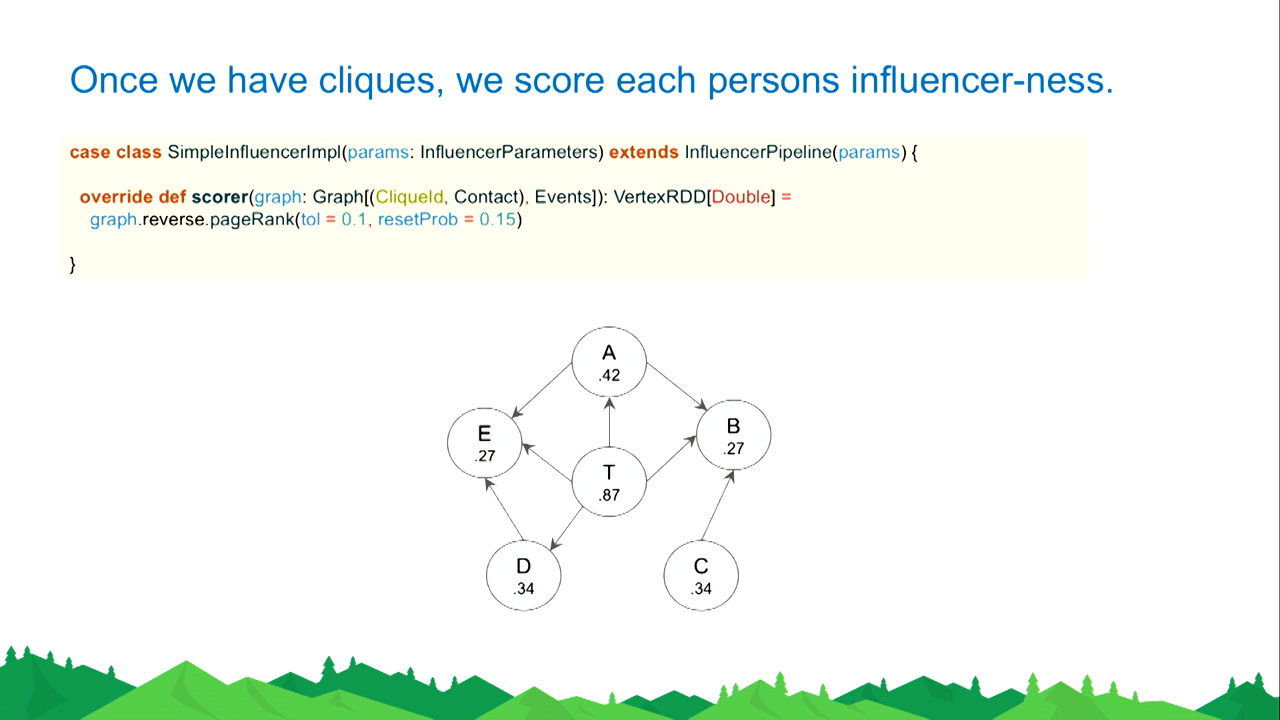 Once we have cliques, we score each persons influencer-ness.
case class SimpleInfluencerImpl(params: InfluencerParameters) extends InfluencerPipeline(params) {
override def scorer(graph: Graph[(CliqueId, Contact), Events]): VertexRDD[Double] =
graph.reverse.pageRank(tol = 0.1, resetProb = 0.15)
}
A
.42
E
.27
B
.27
T
.87
D
.34
C
.34